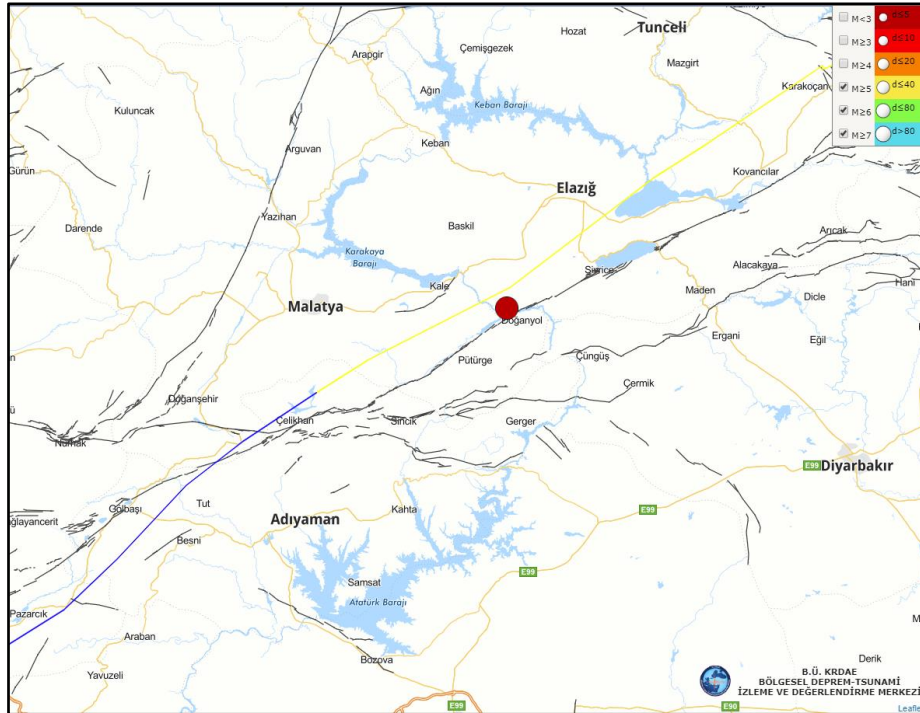 Tunceli
Hozat
Çemişgezek
Mazgirt
Arapgir
Ağın
Keban Barajı
Karakoçan
Kuluncak
Keban
Arguvan
Kovancılar
Gürün
Elazığ
Yazıhan
Baskil
Darende
Arıcak
Karakaya
Barajı
Alacakaya
Sivrice
Hani
Kale
Maden
Dicle
Malatya
Doğanyol
Ergani
Eğil
Pütürge
Çüngüş
Çermik
Doğanşehir
Çelikhan
Sincik
Gerger
Nurhak
Diyarbakır
E99
Tut
Kahta
Gölbaşı
E99
Adıyaman
ğlayancerit
Besni
E99
Samsat
Atatürk Barajı
Pazarcık
Araban
Bozova
Derik
Yavuzeli
E90
M<3
d≤5
M≥3
d≤10
M≥4
d≤20
M≥5
d≤40
M≥6
d≤80
M≥7
d>80
B.Ü. KRDAE
BÖLGESEL DEPREM-TSUNAMİ
İZLEME VE DEĞERLENDİRME MERKEZİ
Leafle